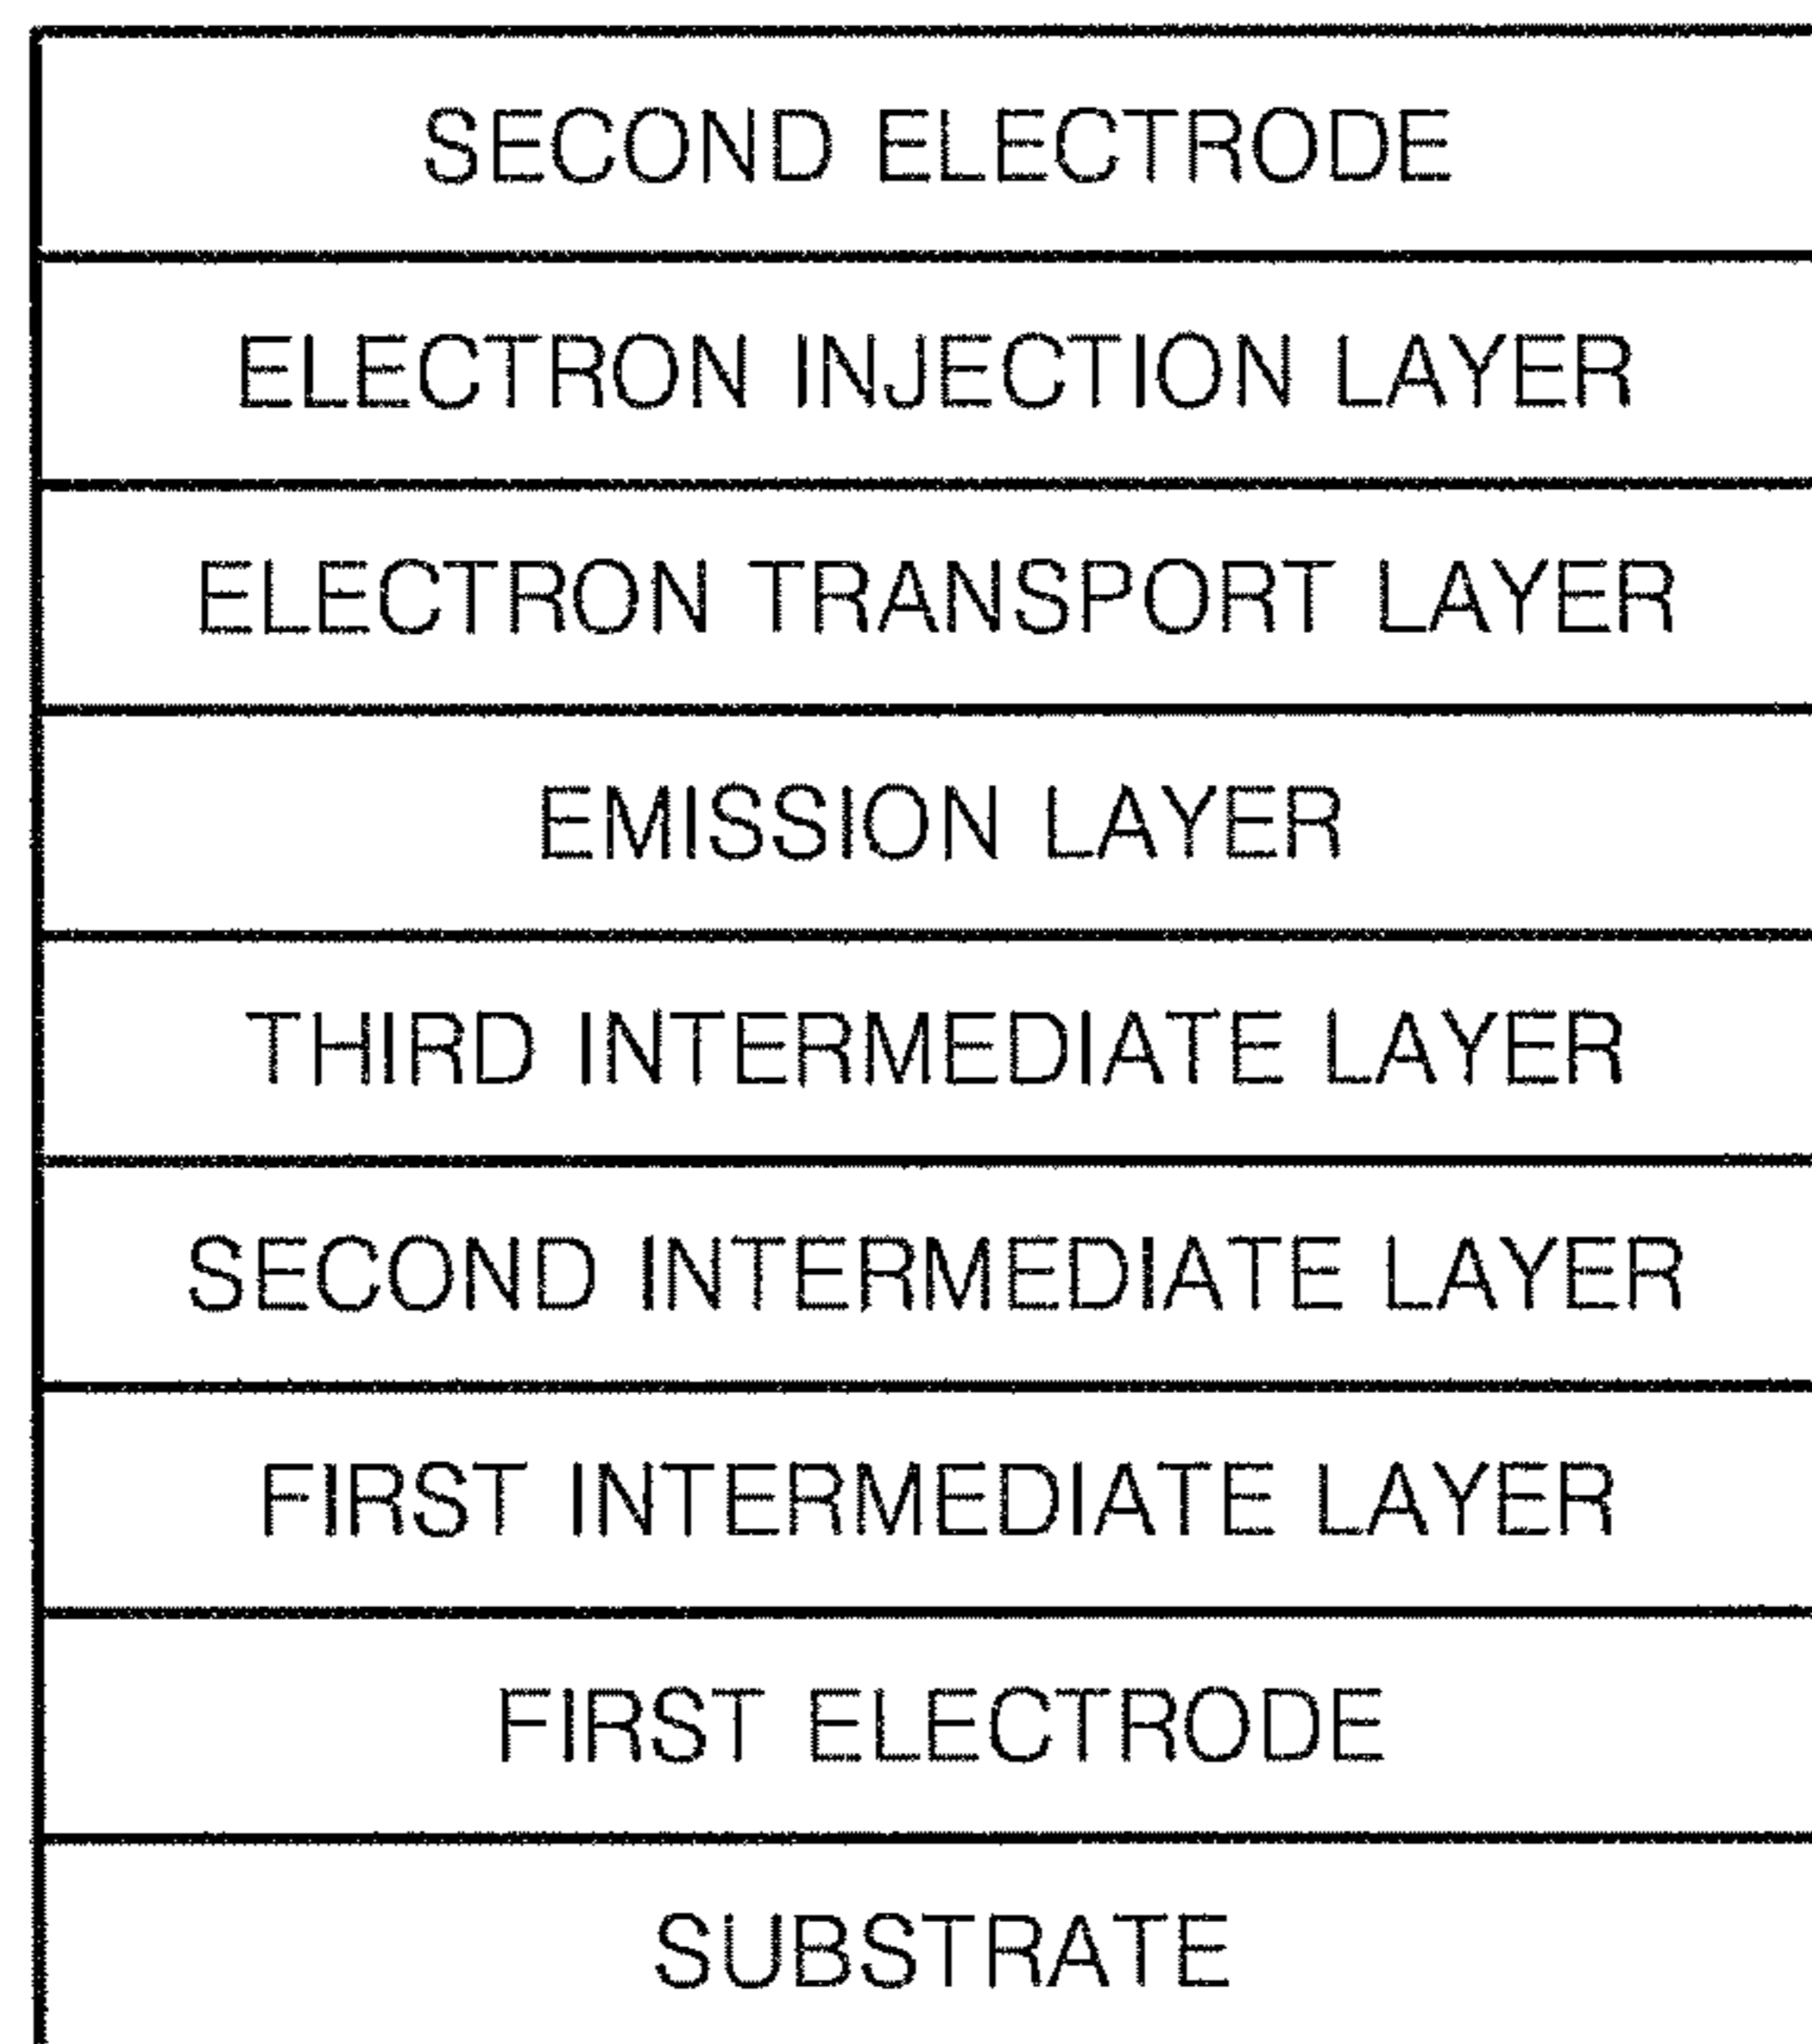 SECOND ELECTRODE
ELECTRON INJECTION LAYER
ELECTRON TRANSPORT LAYER
EMISSION LAYER
THIRD INTERMEDIATE LAYER
SECOND INTERMEDIATE LAYER
FIRST INTERMEDIATE LAYER
FIRST ELECTRODE
SUBSTRATE